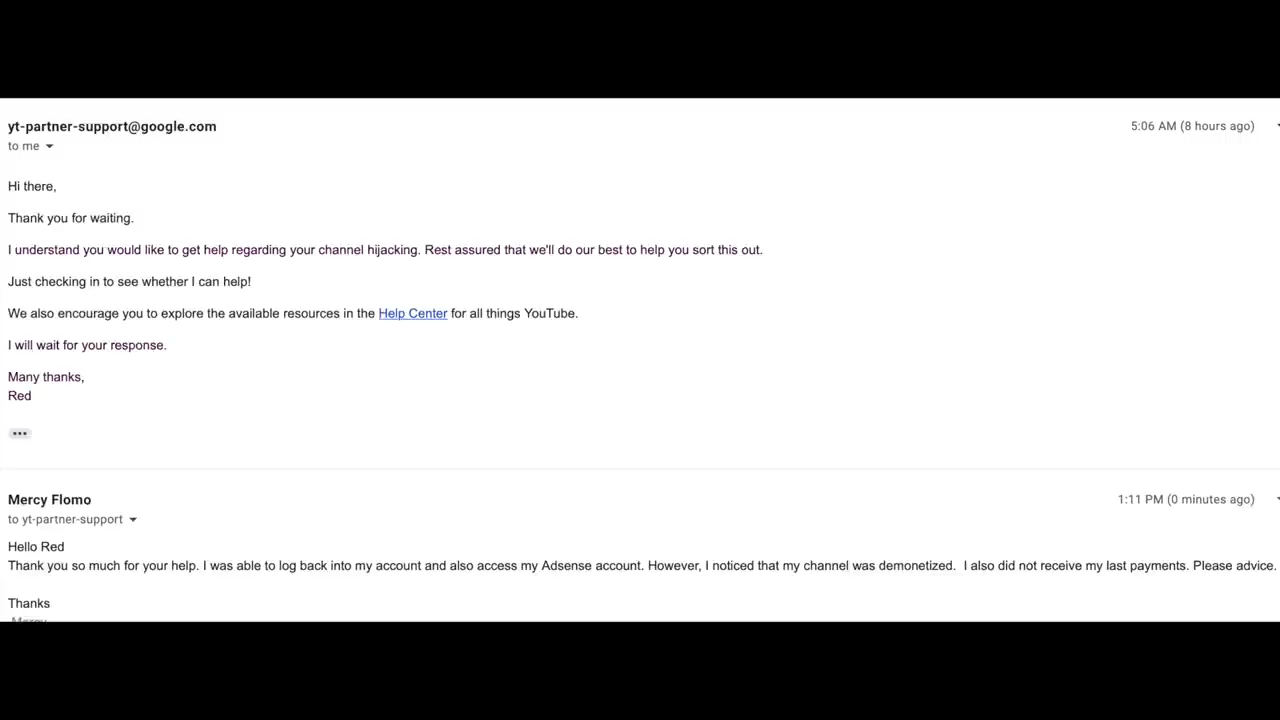 yt-partner-support@google.com
5:06 AM (8 hours ago)
to me
Hi there,
Thank you for waiting.
I understand you would like to get help regarding your channel hijacking. Rest assured that we'll do our best to help you sort this out.
Just checking in to see whether I can help!
We also encourage you to explore the available resources in the Help Center for all things YouTube.
I will wait for your response.
Many thanks,
Red
Mercy Flomo
1:11 PM (0 minutes ago)
to yt-partner-support
Hello Red
Thank you so much for your help. I was able to log back into my account and also access my Adsense account. However, I noticed that my channel was demonetized.  I also did not receive my last payments. Please advice.
Thanks
Mercy